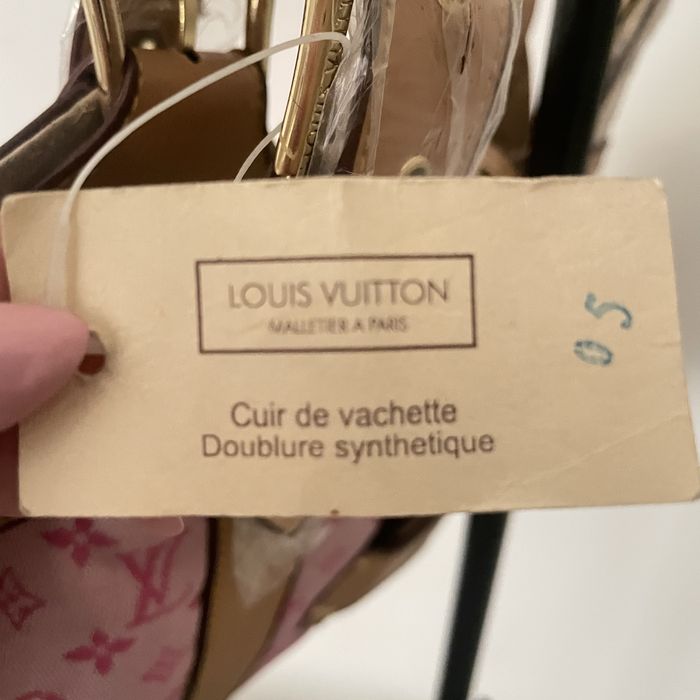 LOUIS VUITTON
MALLETIER A PARIS
Cuir de vachette
Doublure synthetique
05